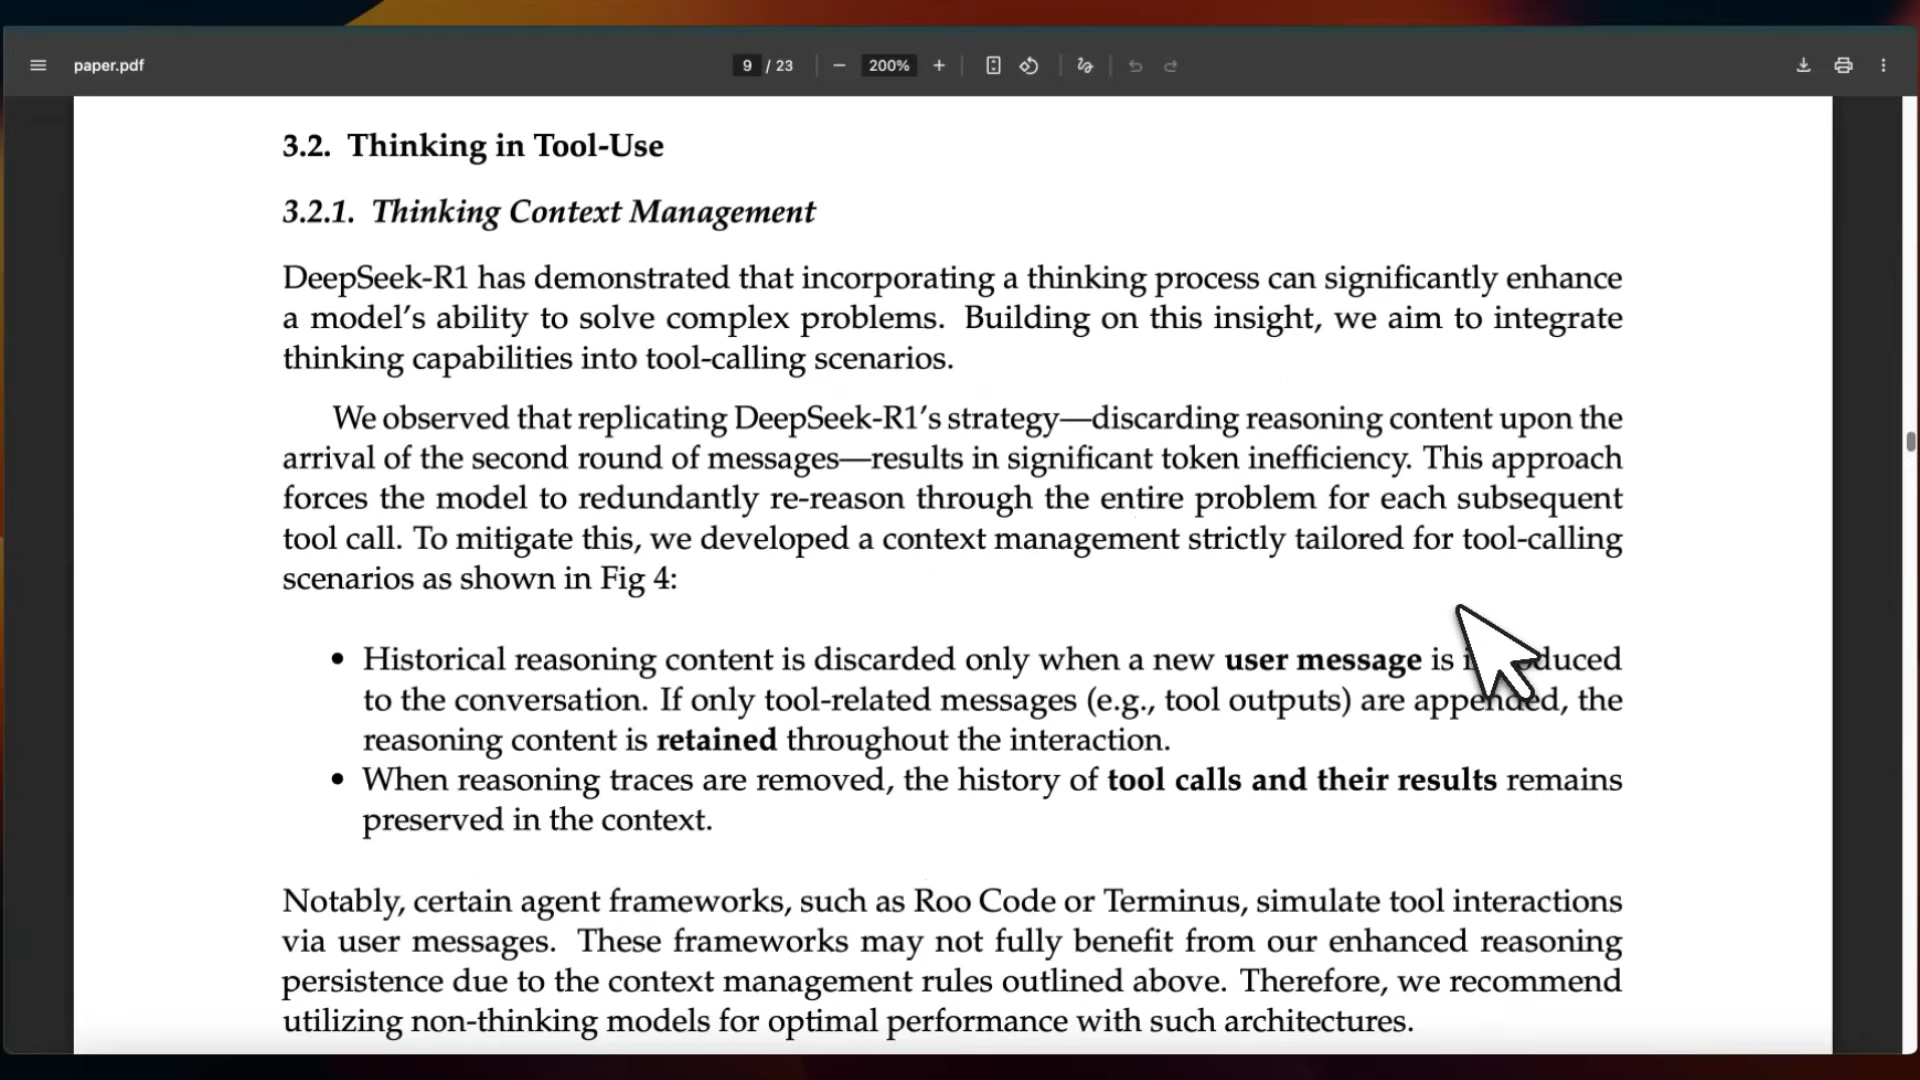 paper.pdf
9 / 23
200%
3.2. Thinking in Tool-Use
3.2.1. Thinking Context Management
DeepSeek-R1 has demonstrated that incorporating a thinking process can significantly enhance
a model's ability to solve complex problems. Building on this insight, we aim to integrate
thinking capabilities into tool-calling scenarios.
We observed that replicating DeepSeek-R1's strategy—discarding reasoning content upon the
arrival of the second round of messages—results in significant token inefficiency. This approach
forces the model to redundantly re-reason through the entire problem for each subsequent
tool call. To mitigate this, we developed a context management strictly tailored for tool-calling
scenarios as shown in Fig 4:
• Historical reasoning content is discarded only when a new user message is
to the conversation. If only tool-related messages (e.g., tool outputs) are appended, the
reasoning content is retained throughout the interaction.
• When reasoning traces are removed, the history of tool calls and their results remains
preserved in the context.
Notably, certain agent frameworks, such as Roo Code or Terminus, simulate tool interactions
via user messages. These frameworks may not fully benefit from our enhanced reasoning
persistence due to the context management rules outlined above. Therefore, we recommend
utilizing non-thinking models for optimal performance with such architectures.